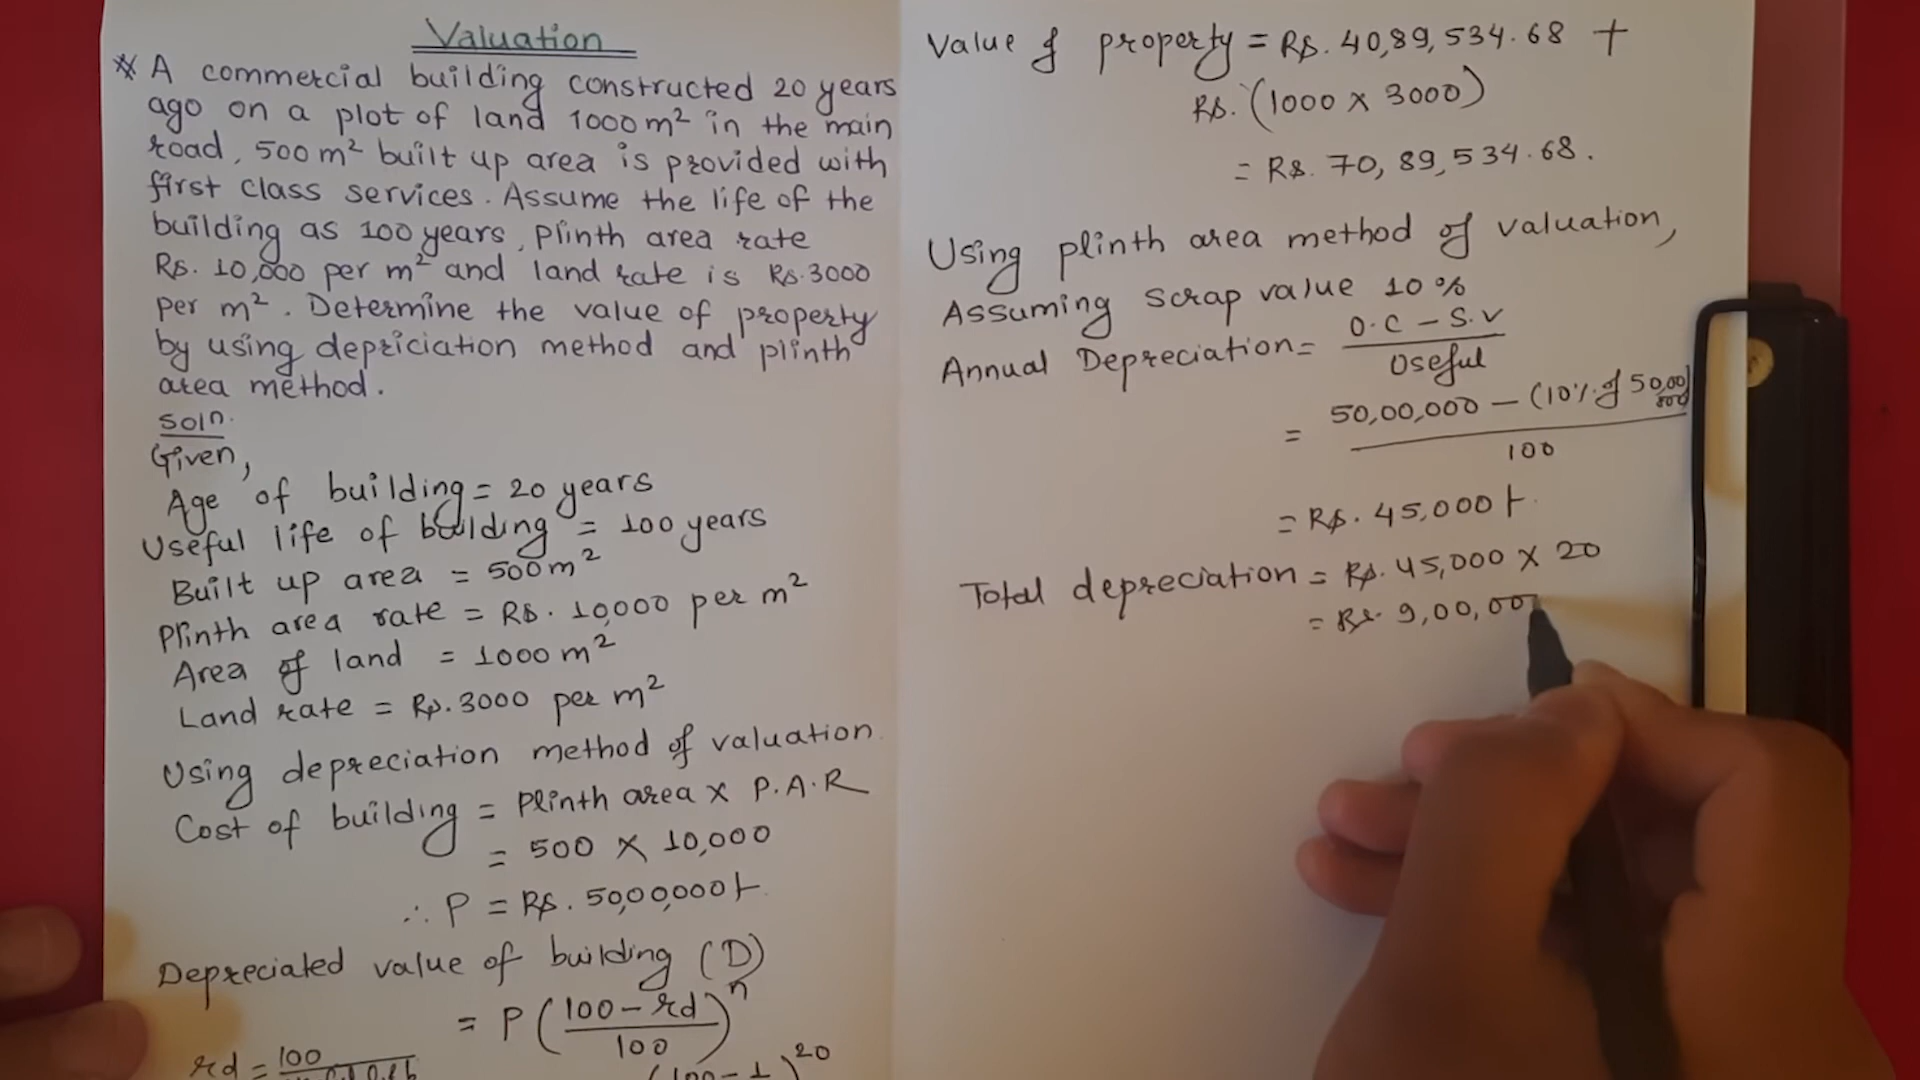 Valuation
* A commercial building constructed 20 years
ago on a plot of land 1000 m² in the main
road, 500 m² built up area is provided with
first class services. Assume the life of the
building as 100 years, plinth area rate
Rs. 10,000 per m² and land rate is Rs. 3000
per m². Determine the value of property
by using depriciation method and plinth
area method.
Soln.
Given,
Age of building = 20 years
Useful life of building = 100 years
Built up area = 500 m²
Plinth area rate = Rs. 10,000 per m²
Area of land = 1000 m²
Land rate = Rs. 3000 per m²
Using depreciation method of valuation.
Cost of building = Plinth area × P.A.R
= 500 × 10,000
∴ P = Rs. 50,00,000/-
Depreciated value of building (D)
= P ((100 - rd)/100)ⁿ
rd = 100
(100-1)²⁰
Value of property = Rs. 40,89,534.68 +
Rs. (1000 × 3000)
= Rs. 70,89,534.68.
Using plinth area method of valuation,
Assuming scrap value 10%
Annual Depreciation = O.C - S.V
Useful
= 50,00,000 - (10% of 50,00,000)
100
= Rs. 45,000/-.
Total depreciation = Rs. 45,000 × 20
= Rs. 9,00,00